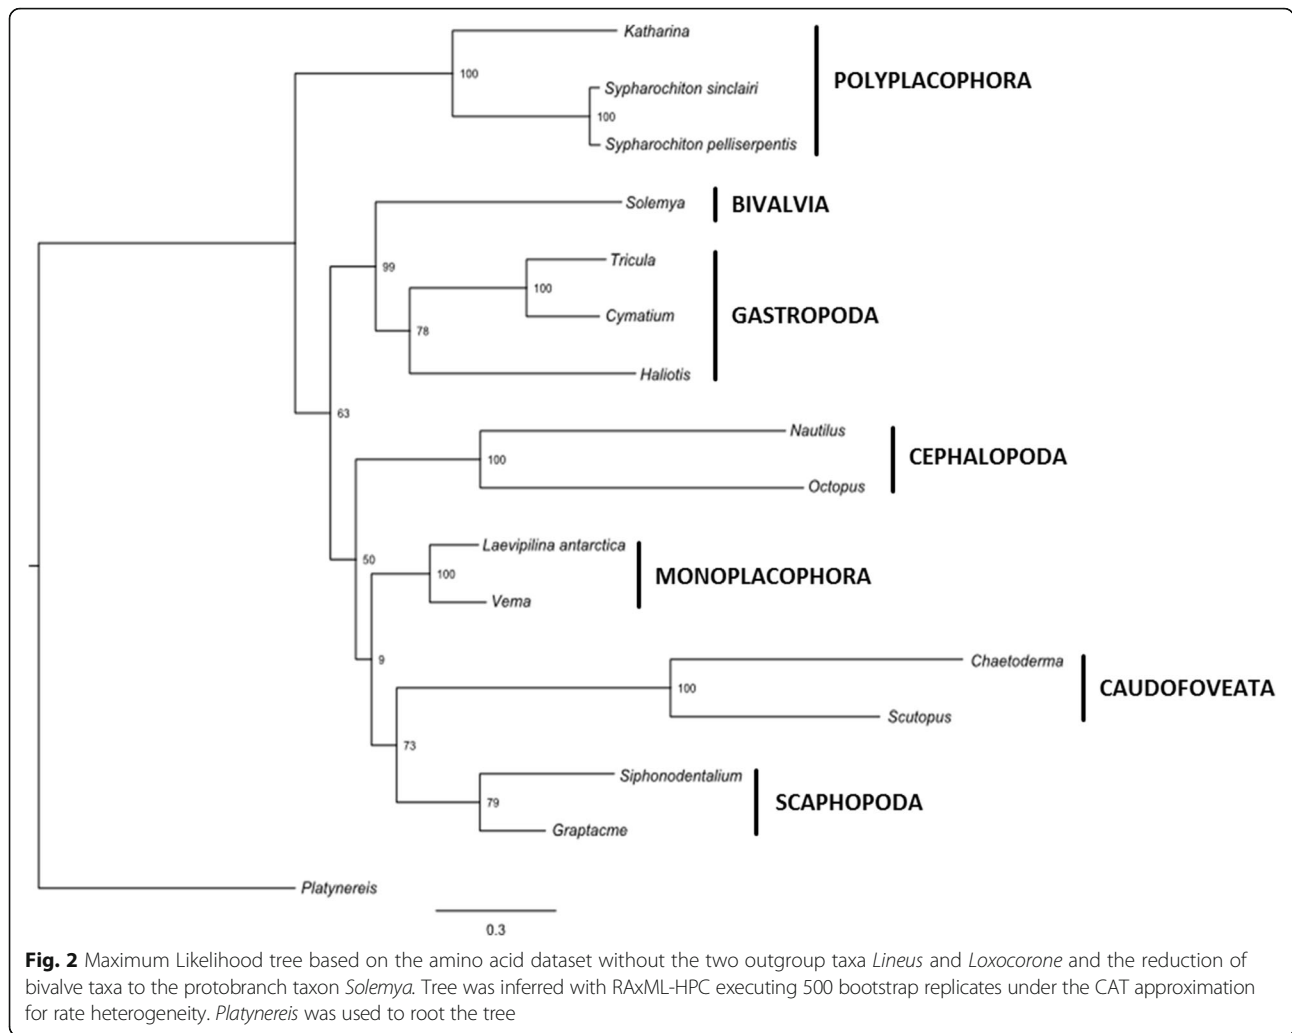 Katharina
100
POLYPLACOPHORA
Sypharochiton sinclairi
100
Sypharochiton pelliserpentis
Solemya
BIVALVIA
Tricula
99
100
GASTROPODA
Cymatium
78
Haliotis
63
Nautilus
100
CEPHALOPODA
Octopus
Laevipilina antarctica
50
100
MONOPLACOPHORA
Vema
9
Chaetoderma
100
CAUDOFOVEATA
Scutopus
73
Siphonodentalium
79
SCAPHOPODA
Graptacme
Platynereis
0.3
Fig. 2 Maximum Likelihood tree based on the amino acid dataset without the two outgroup taxa Lineus and Loxocorone and the reduction of
bivalve taxa to the protobranch taxon Solemya. Tree was inferred with RAxML-HPC executing 500 bootstrap replicates under the CAT approximation
for rate heterogeneity. Platynereis was used to root the tree